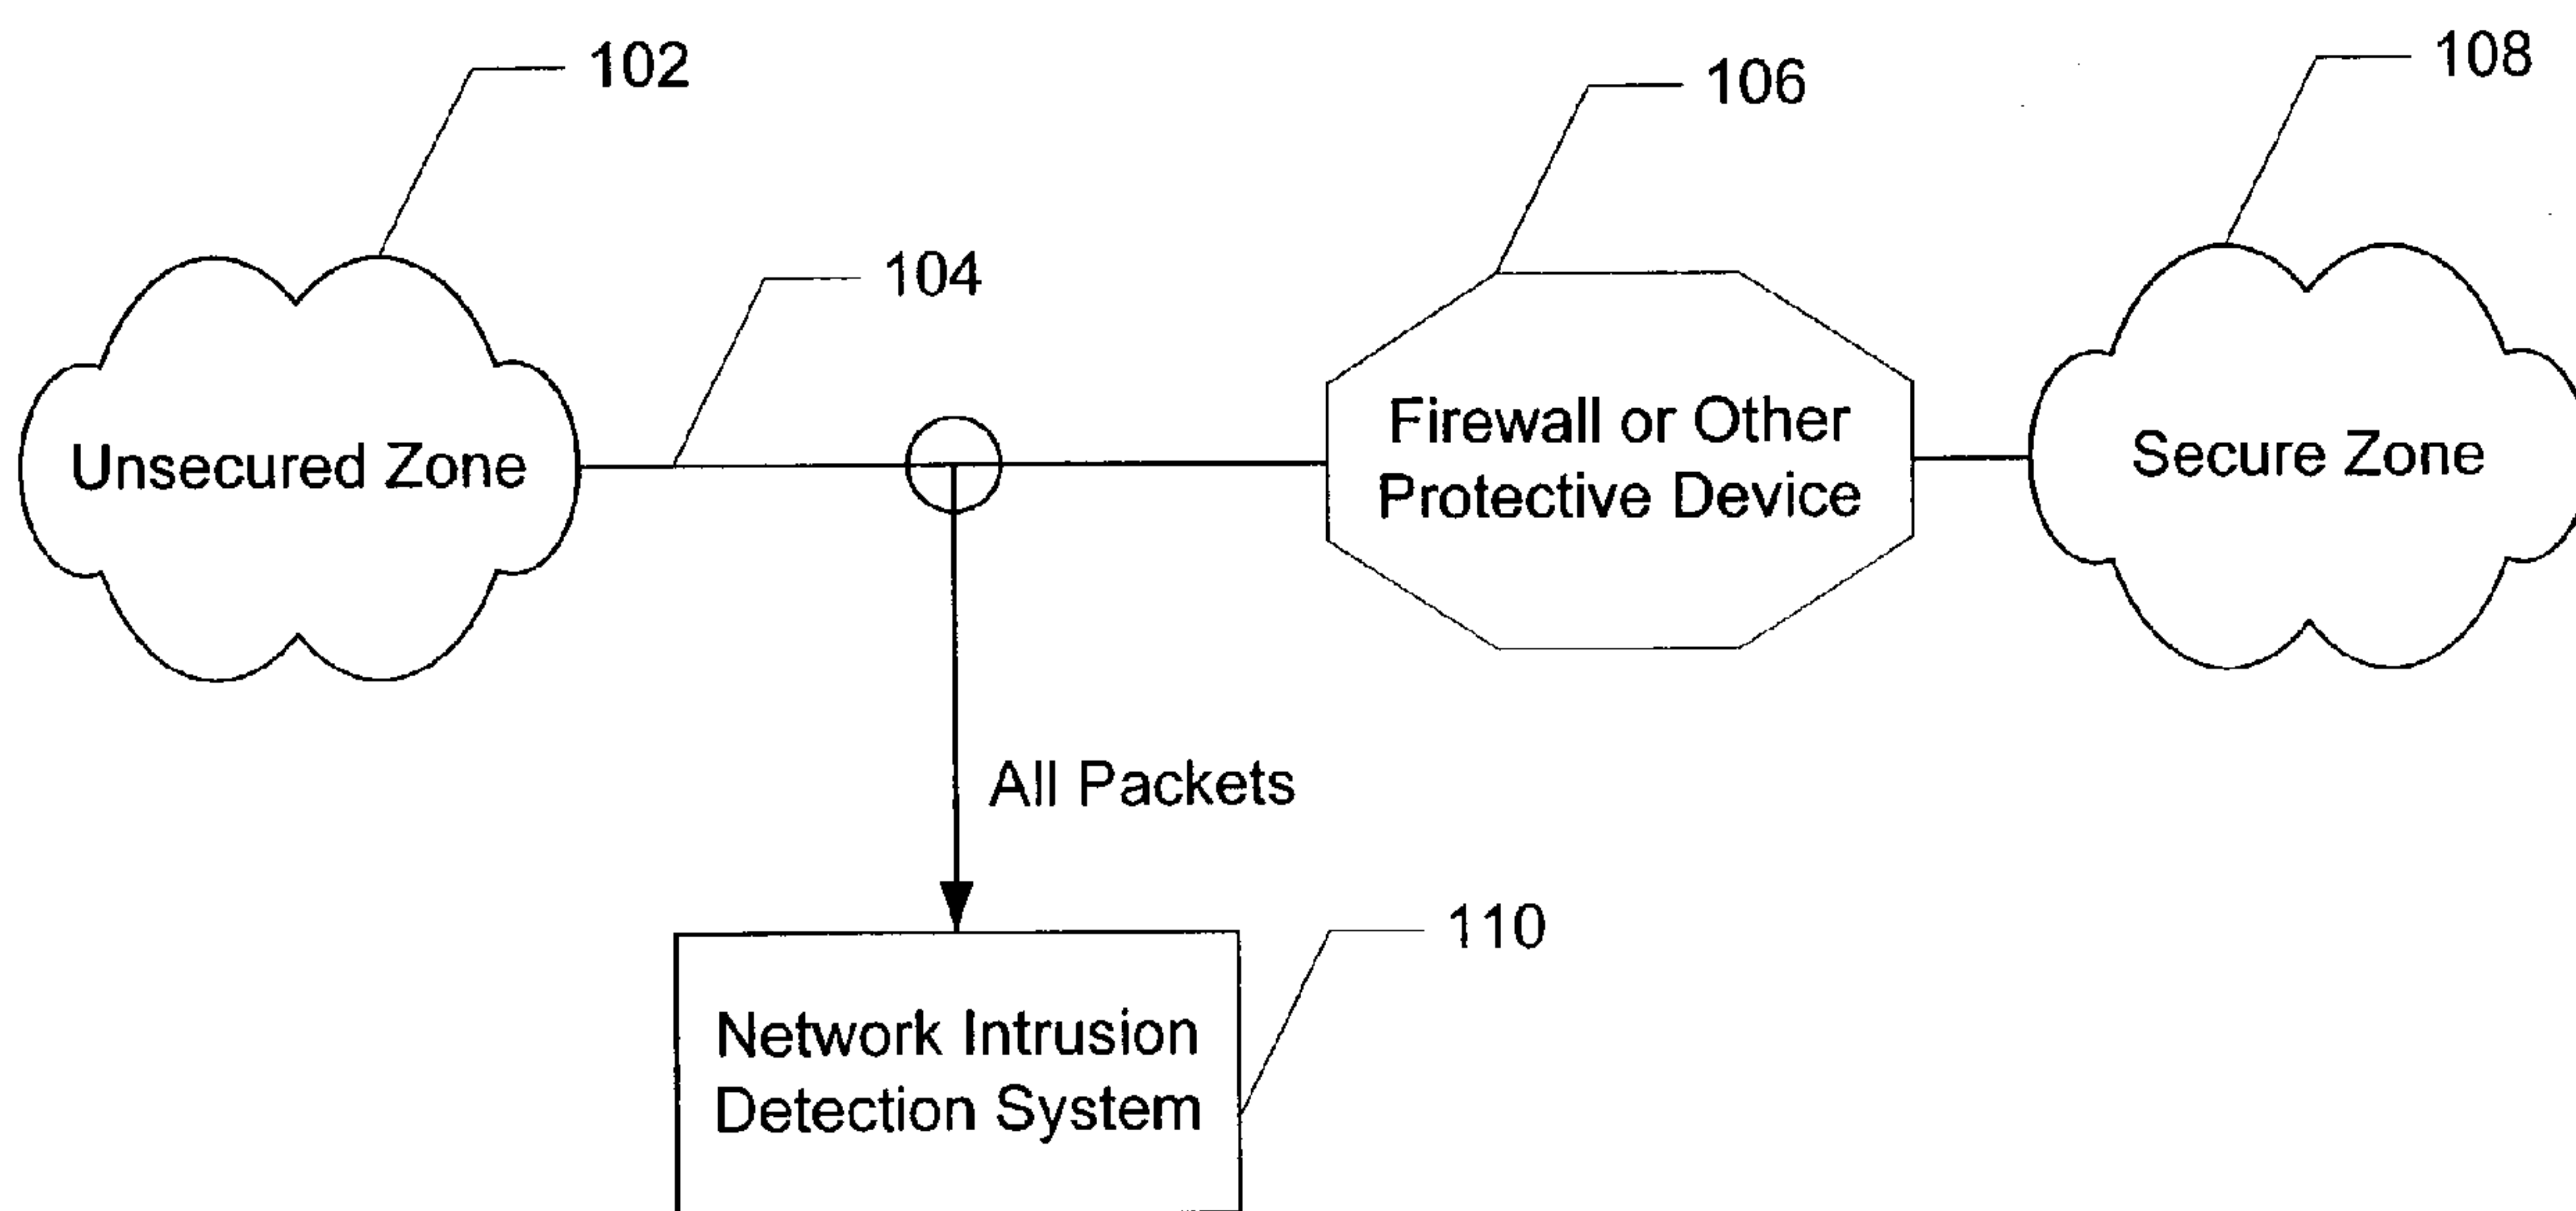 102
108
106
104
Unsecured Zone
Firewall or Other
Protective Device
Secure Zone
All Packets
110
Network Intrusion
Detection System